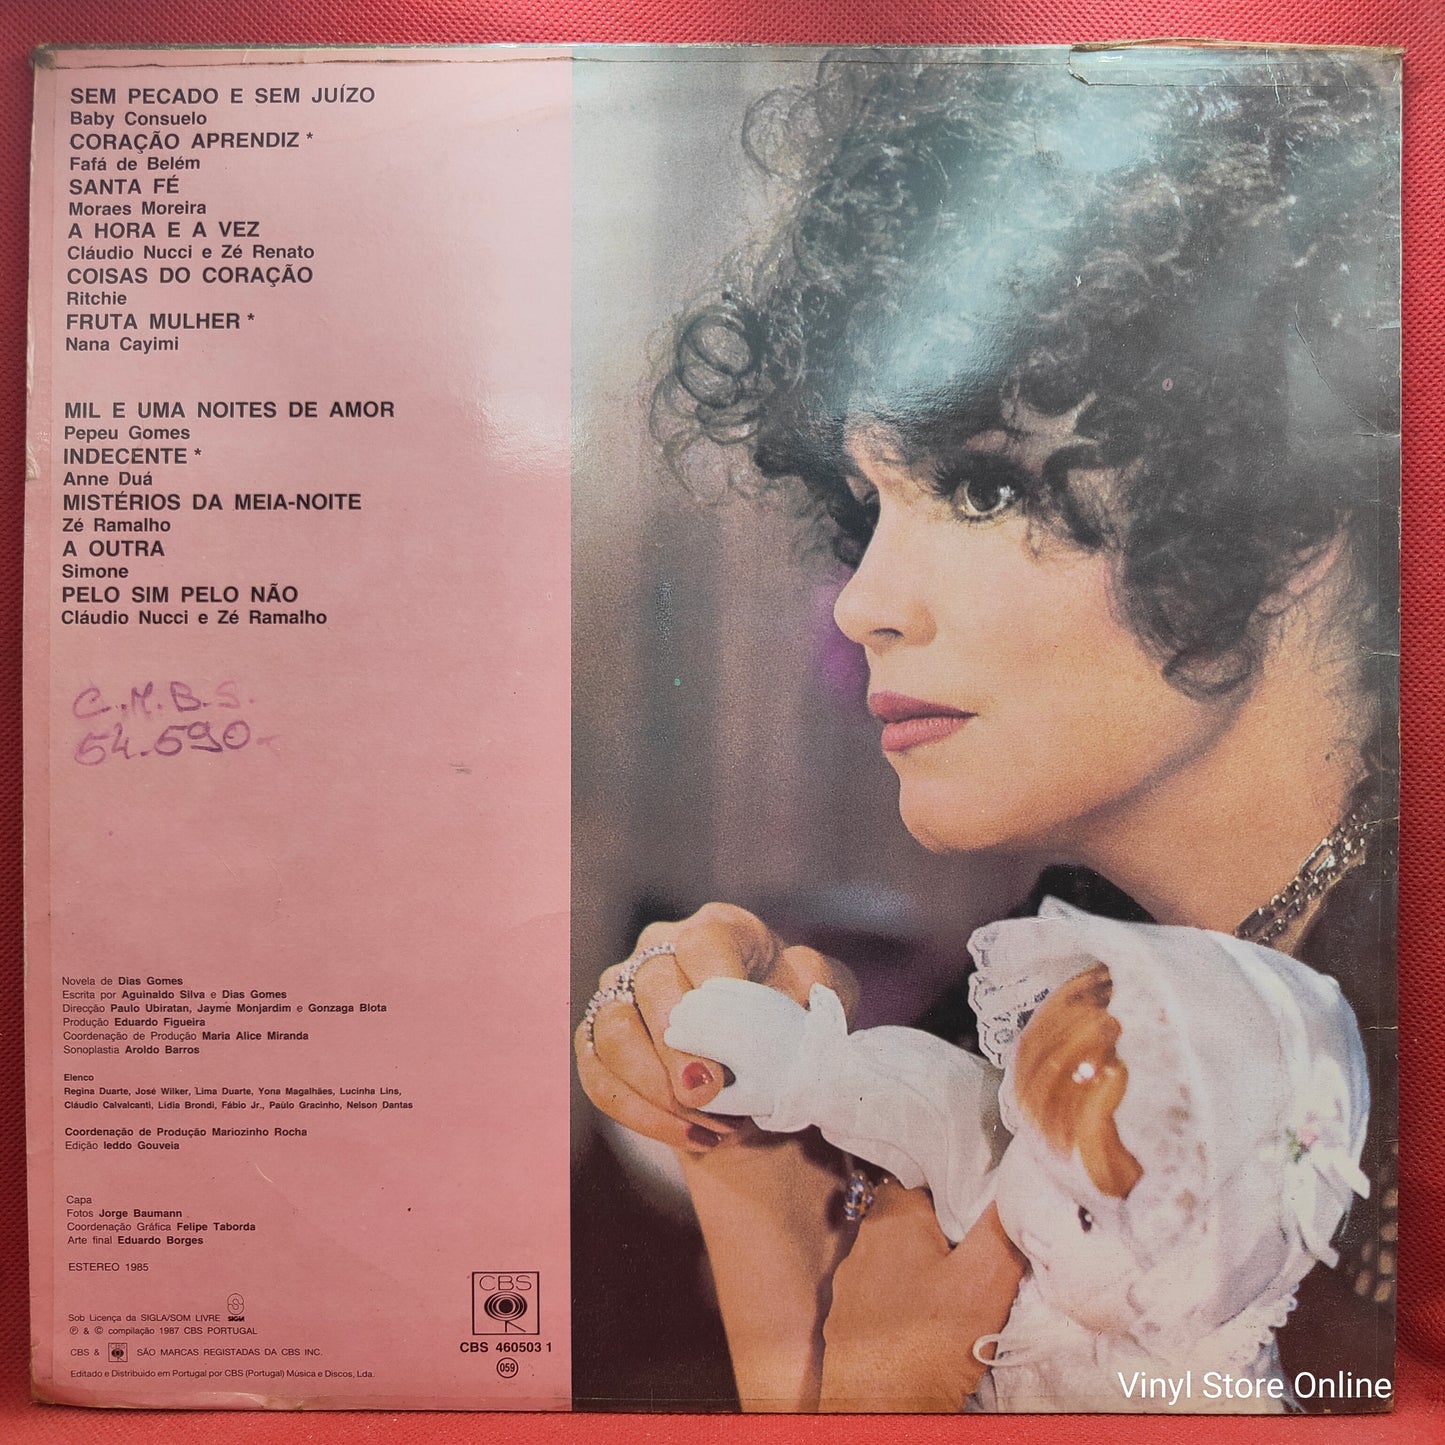 SEM PECADO E SEM JUÍZO
Baby Consuelo
CORAÇÃO APRENDIZ *
Fafá de Belém
SANTA FÉ
Moraes Moreira
A HORA E A VEZ
Cláudio Nucci e Zé Renato
COISAS DO CORAÇÃO
Ritchie
FRUTA MULHER *
Nana Cayimi
MIL E UMA NOITES DE AMOR
Pepeu Gomes
INDECENTE *
Anne Duá
MISTÉRIOS DA MEIA-NOITE
Zé Ramalho
A OUTRA
Simone
PELO SIM PELO NÃO
Cláudio Nucci e Zé Ramalho
C.M.B.S.
54.590-
Novela de Dias Gomes
Escrita por Aguinaldo Silva e Dias Gomes
Direcção Paulo Ubiratan, Jayme Monjardim e Gonzaga Blota
Produção Eduardo Figueira
Coordenação de Produção Maria Alice Miranda
Sonoplastia Aroldo Barros
Elenco
Regina Duarte, José Wilker, Lima Duarte, Yona Magalhães, Lucinha Lins,
Cláudio Calvalcanti, Lídia Brondi, Fábio Jr., Paúlo Gracinho, Nelson Dantas
Coordenação de Produção Mariozinho Rocha
Edição Ieddo Gouveia
Capa
Fotos Jorge Baumann
Coordenação Gráfica Felipe Taborda
Arte final Eduardo Borges
ESTEREO 1985
Sob Licença da SIGLA/SOM LIVRE SIGLA
℗ & © compilação 1987 CBS PORTUGAL
CBS & SÃO MARCAS REGISTADAS DA CBS INC.
Editado e Distribuido em Portugal por CBS (Portugal) Música e Discos, Lda.
CBS
CBS 460503 1
059
Vinyl Store Online